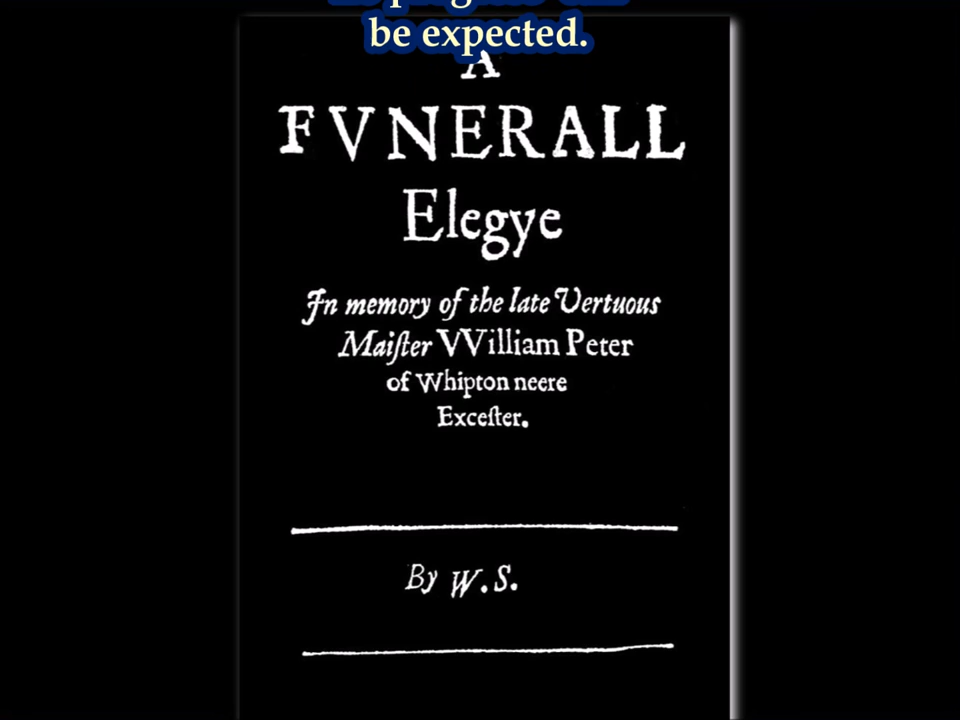 be expected.
A
FVNERALL
Elegye
In memory of the late Vertuous
Maiſter VVilliam Peter
of Whipton neere
Exceſter.
By W.S.